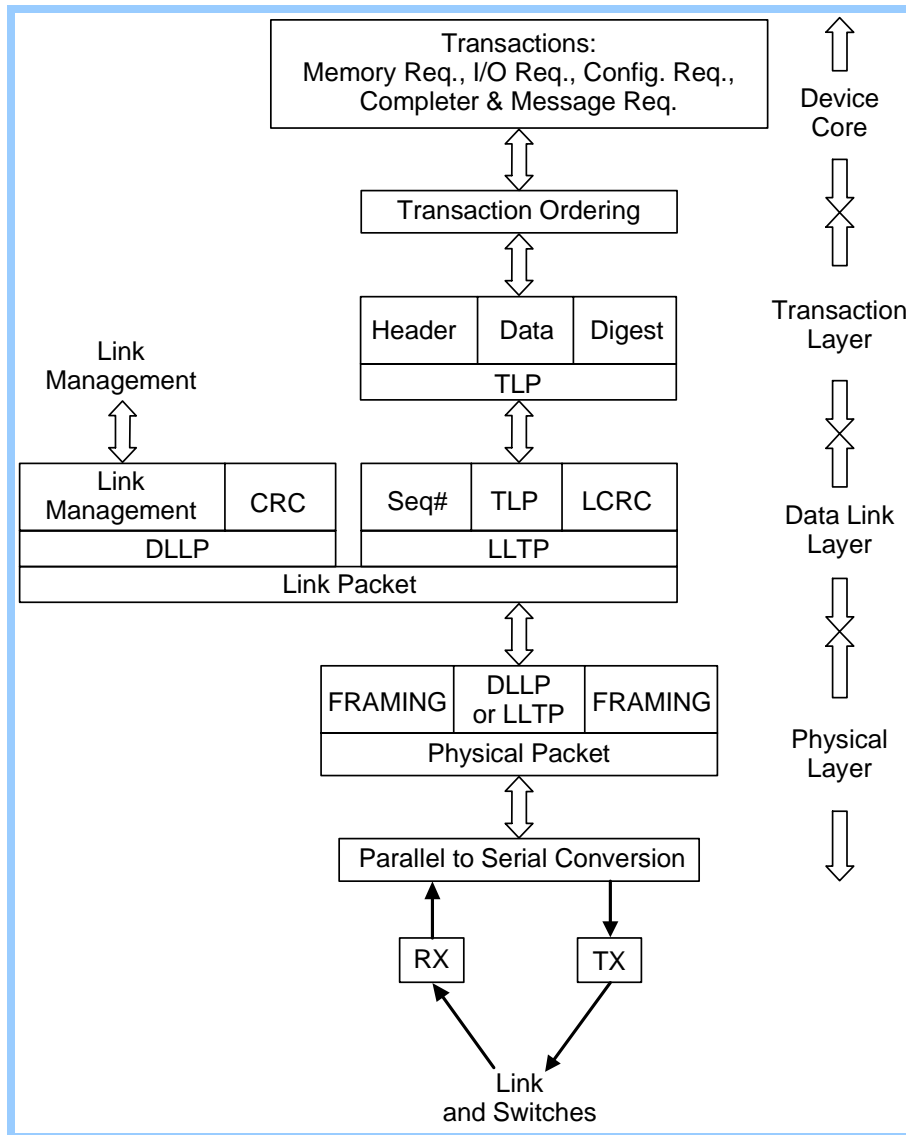 Transactions:
Memory Req., I/O Req., Config. Req.,
Completer & Message Req.
Device
Core
Transaction Ordering
Header
Data
Digest
TLP
Transaction
Layer
Link
Management
Link
Management
CRC
DLLP
Seq#
TLP
LCRC
LLTP
Link Packet
Data Link
Layer
FRAMING
DLLP
or LLTP
FRAMING
Physical Packet
Physical
Layer
Parallel to Serial Conversion
RX
TX
Link
and Switches